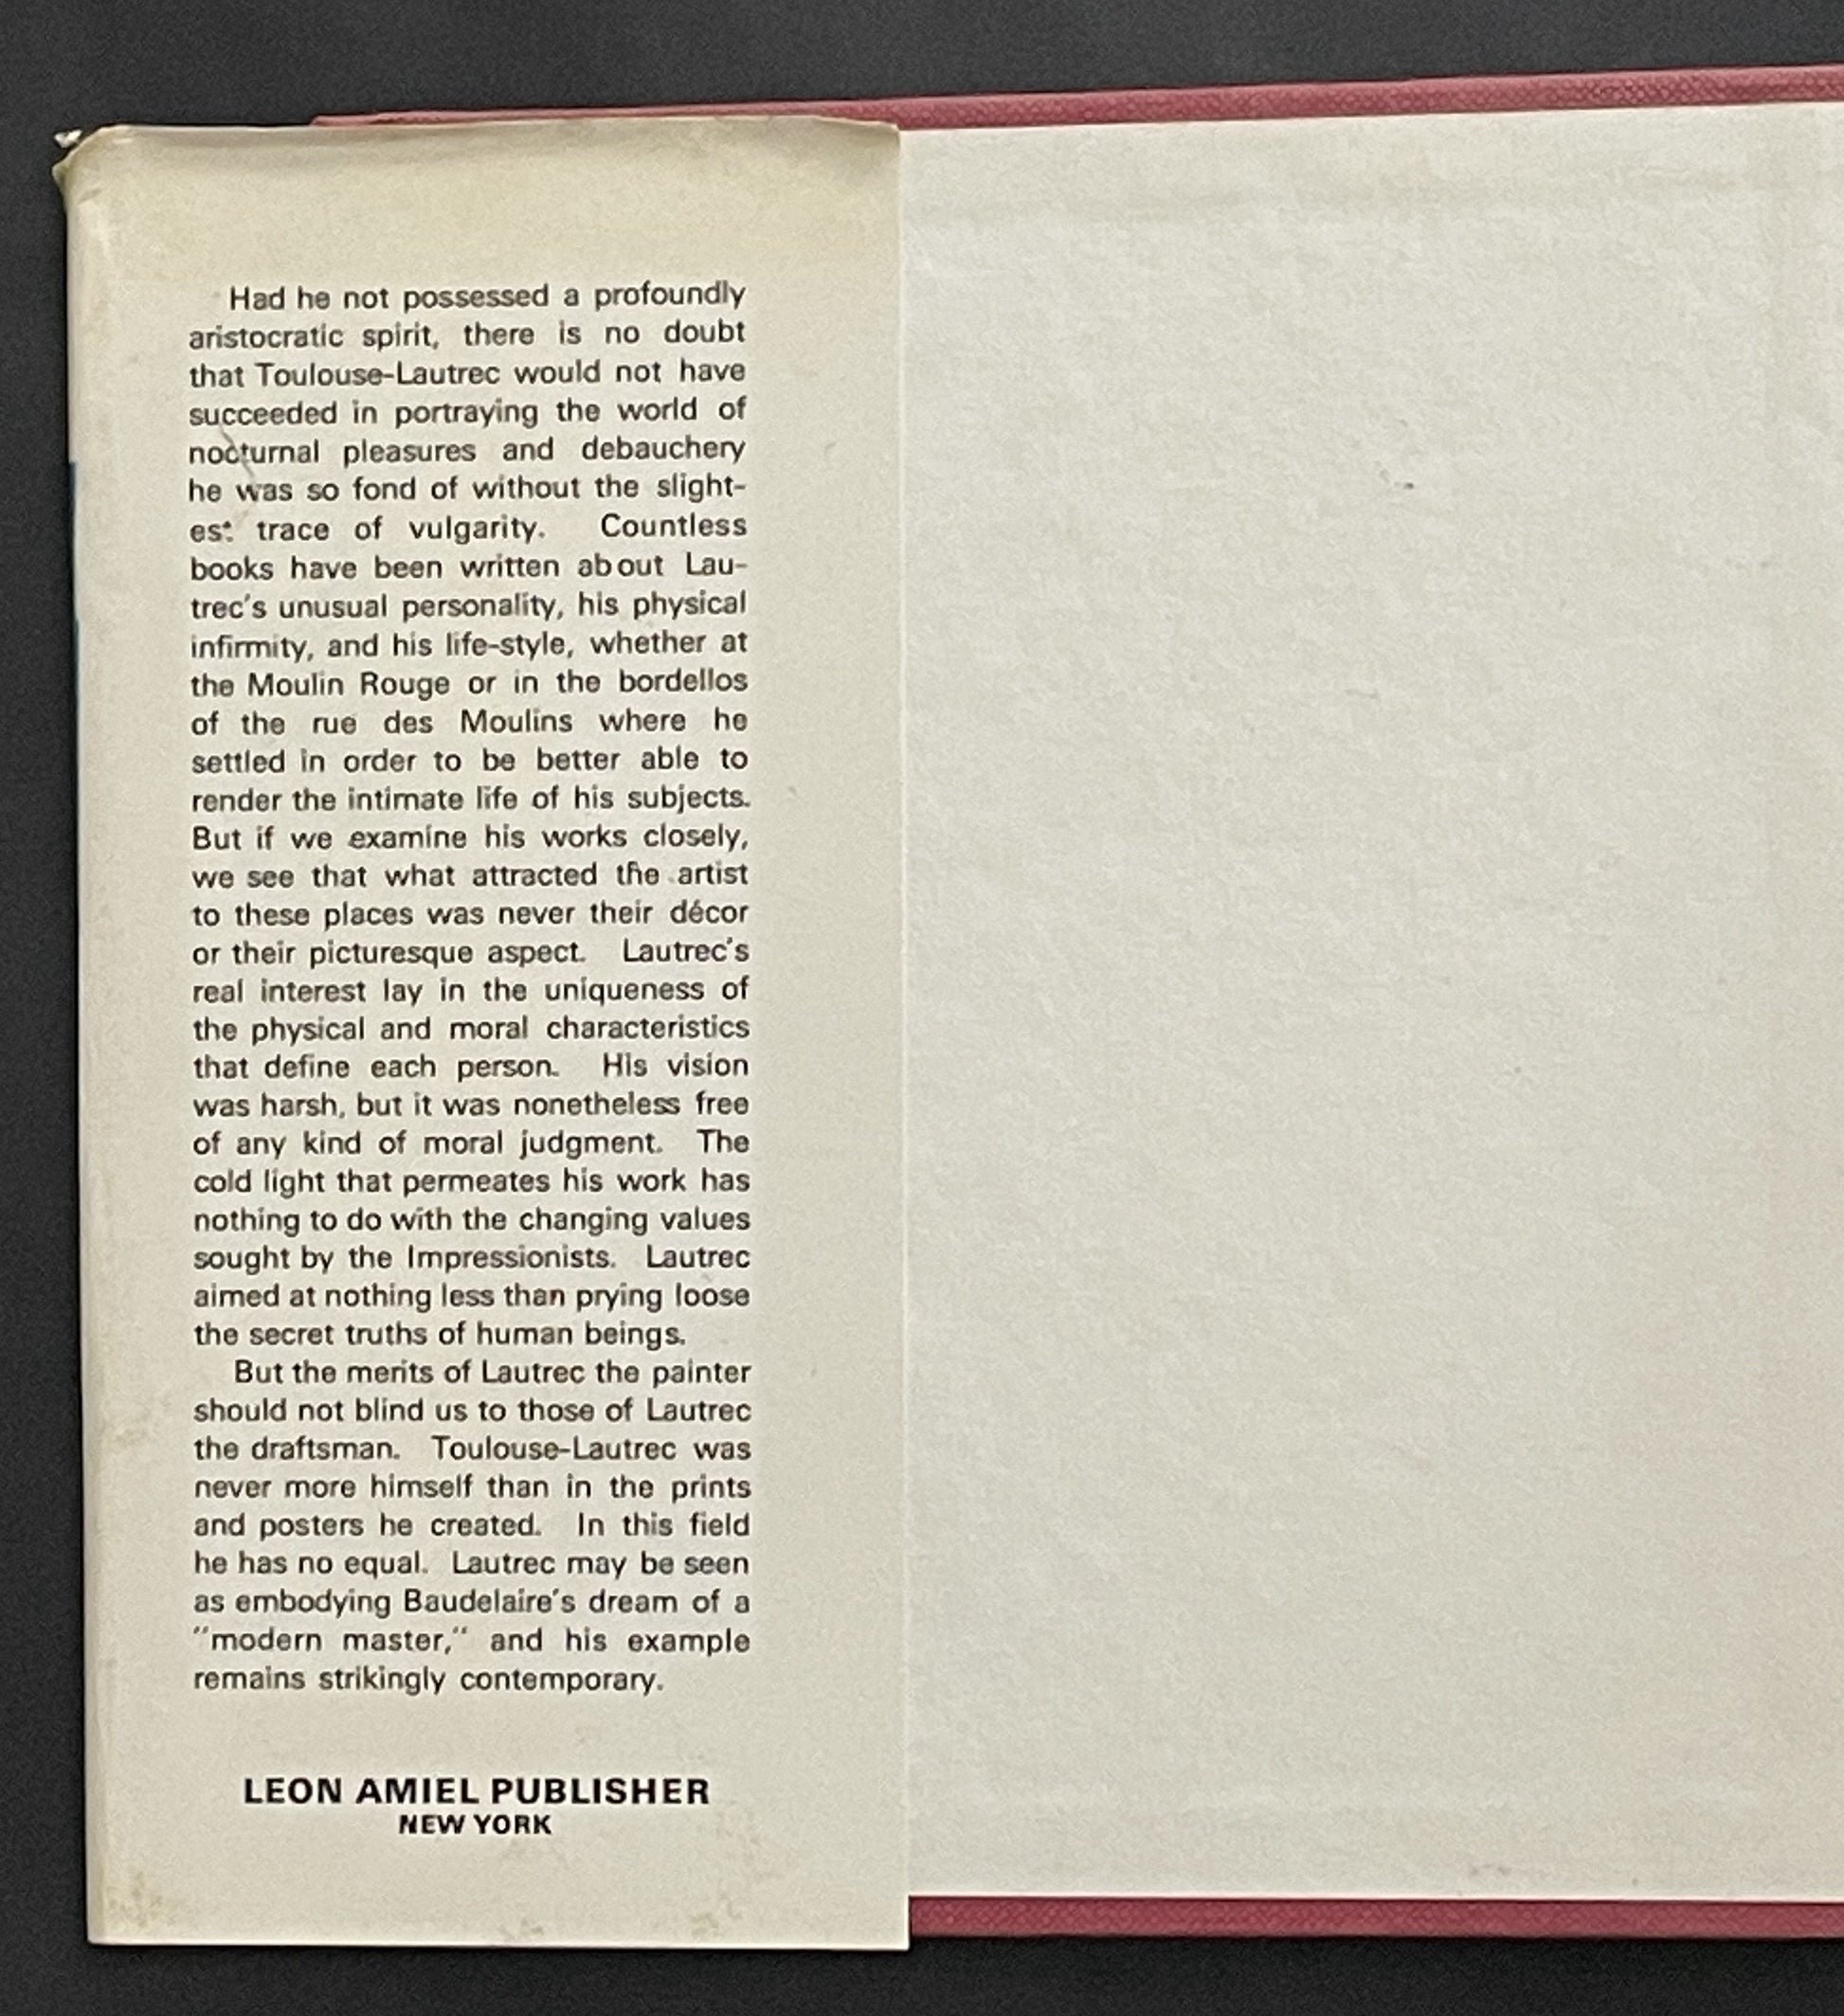 Had he not possessed a profoundly
aristocratic spirit, there is no doubt
that Toulouse-Lautrec would not have
succeeded in portraying the world of
nocturnal pleasures and debauchery
he was so fond of without the slight-
est trace of vulgarity. Countless
books have been written about Lau-
trec's unusual personality, his physical
infirmity, and his life-style, whether at
the Moulin Rouge or in the bordellos
of the rue des Moulins where he
settled in order to be better able to
render the intimate life of his subjects.
But if we examine his works closely,
we see that what attracted the artist
to these places was never their décor
or their picturesque aspect. Lautrec's
real interest lay in the uniqueness of
the physical and moral characteristics
that define each person. His vision
was harsh, but it was nonetheless free
of any kind of moral judgment. The
cold light that permeates his work has
nothing to do with the changing values
sought by the Impressionists. Lautrec
aimed at nothing less than prying loose
the secret truths of human beings.
But the merits of Lautrec the painter
should not blind us to those of Lautrec
the draftsman. Toulouse-Lautrec was
never more himself than in the prints
and posters he created. In this field
he has no equal. Lautrec may be seen
as embodying Baudelaire's dream of a
"modern master," and his example
remains strikingly contemporary.
LEON AMIEL PUBLISHER
NEW YORK